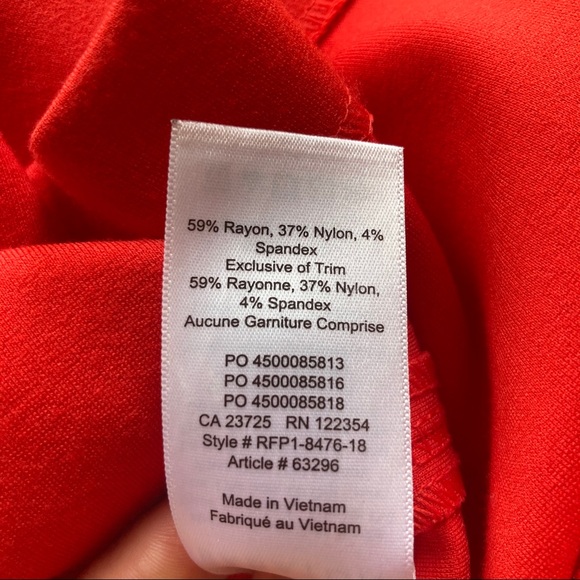 59% Rayon, 37% Nylon, 4%
Spandex
Exclusive of Trim
59% Rayonne, 37% Nylon,
4% Spandex
Aucune Garniture Comprise
PO 4500085813
PO 4500085816
PO 4500085818
CA 23725 RN 122354
Style # RFP1-8476-18
Article # 63296
Made in Vietnam
Fabriqué au Vietnam